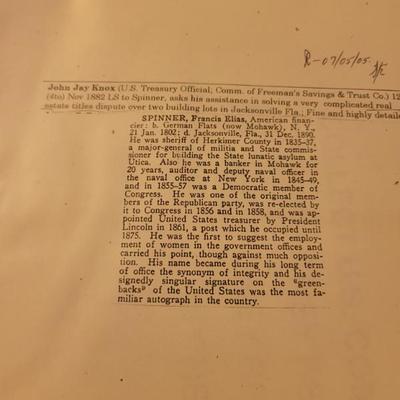 R-07/05/05
John Jay Knox (U.S. Treasury Official; Comm. of Freeman's Savings & Trust Co.) 12
(4to) Nov 1882 LS to Spinner, asks his assistance in solving a very complicated real
estate titles dispute over two building lots in Jacksonville Fla.; Fine and highly detaile
SPINNER, Francis Elias, American finan-
cier: b. German Flats (now Mohawk), N. Y.,
21 Jan. 1802; d. Jacksonville, Fla., 31 Dec. 1890.
He was sheriff of Herkimer County in 1835-37,
a major-general of militia and State commis-
sioner for building the State lunatic asylum at
Utica. Also he was a banker in Mohawk for
20 years, auditor and deputy naval officer in
the naval office at New York in 1845-49,
and in 1855-57 was a Democratic member of
Congress. He was one of the original mem-
bers of the Republican party, was re-elected by
it to Congress in 1856 and in 1858, and was ap-
pointed United States treasurer by President
Lincoln in 1861, a post which he occupied until
1875. He was the first to suggest the employ-
ment of women in the government offices and
carried his point, though against much opposi-
tion. His name became during his long term
of office the synonym of integrity and his de-
signedly singular signature on the "green-
backs" of the United States was the most fa-
miliar autograph in the country.